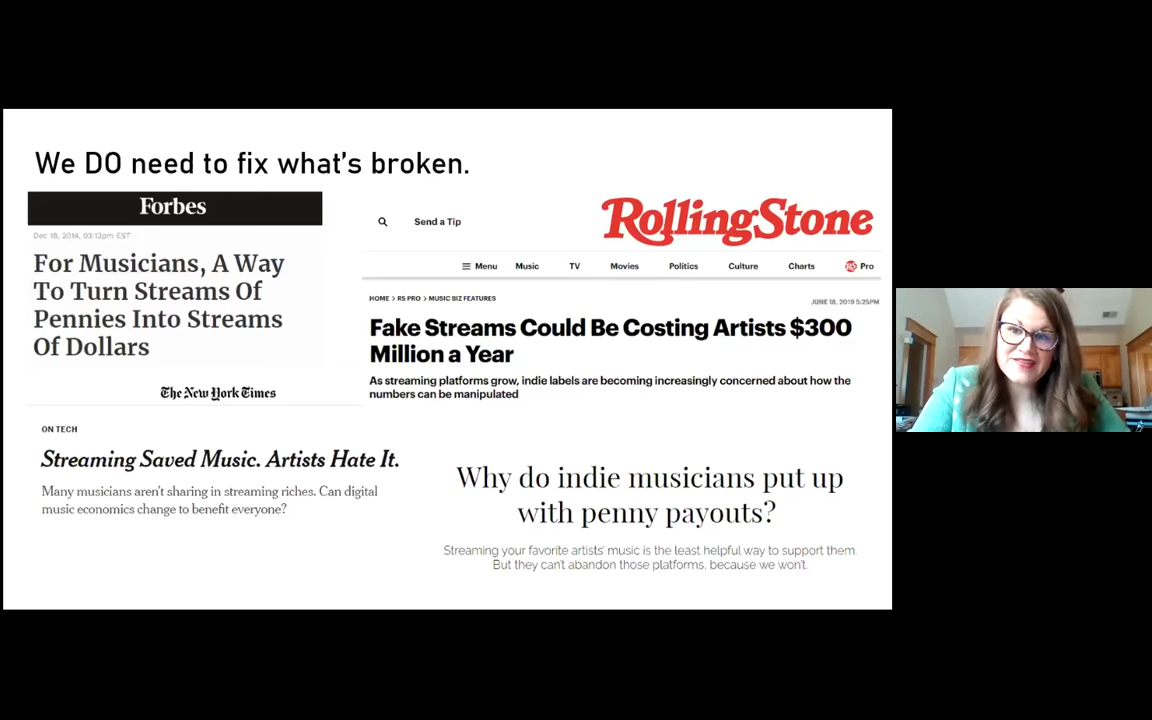 We DO need to fix what's broken.
Forbes
Dec 18, 2014, 03:12pm EST
For Musicians, A Way
To Turn Streams Of
Pennies Into Streams
Of Dollars
The New York Times
ON TECH
Streaming Saved Music. Artists Hate It.
Many musicians aren't sharing in streaming riches. Can digital
music economics change to benefit everyone?
Send a Tip
RollingStone
Menu Music TV Movies Politics Culture Charts RS Pro
HOME > RS PRO > MUSIC BIZ FEATURES
JUNE 18, 2019 5:25PM
Fake Streams Could Be Costing Artists $300
Million a Year
As streaming platforms grow, indie labels are becoming increasingly concerned about how the
numbers can be manipulated
Why do indie musicians put up
with penny payouts?
Streaming your favorite artists' music is the least helpful way to support them.
But they can't abandon those platforms, because we won't.